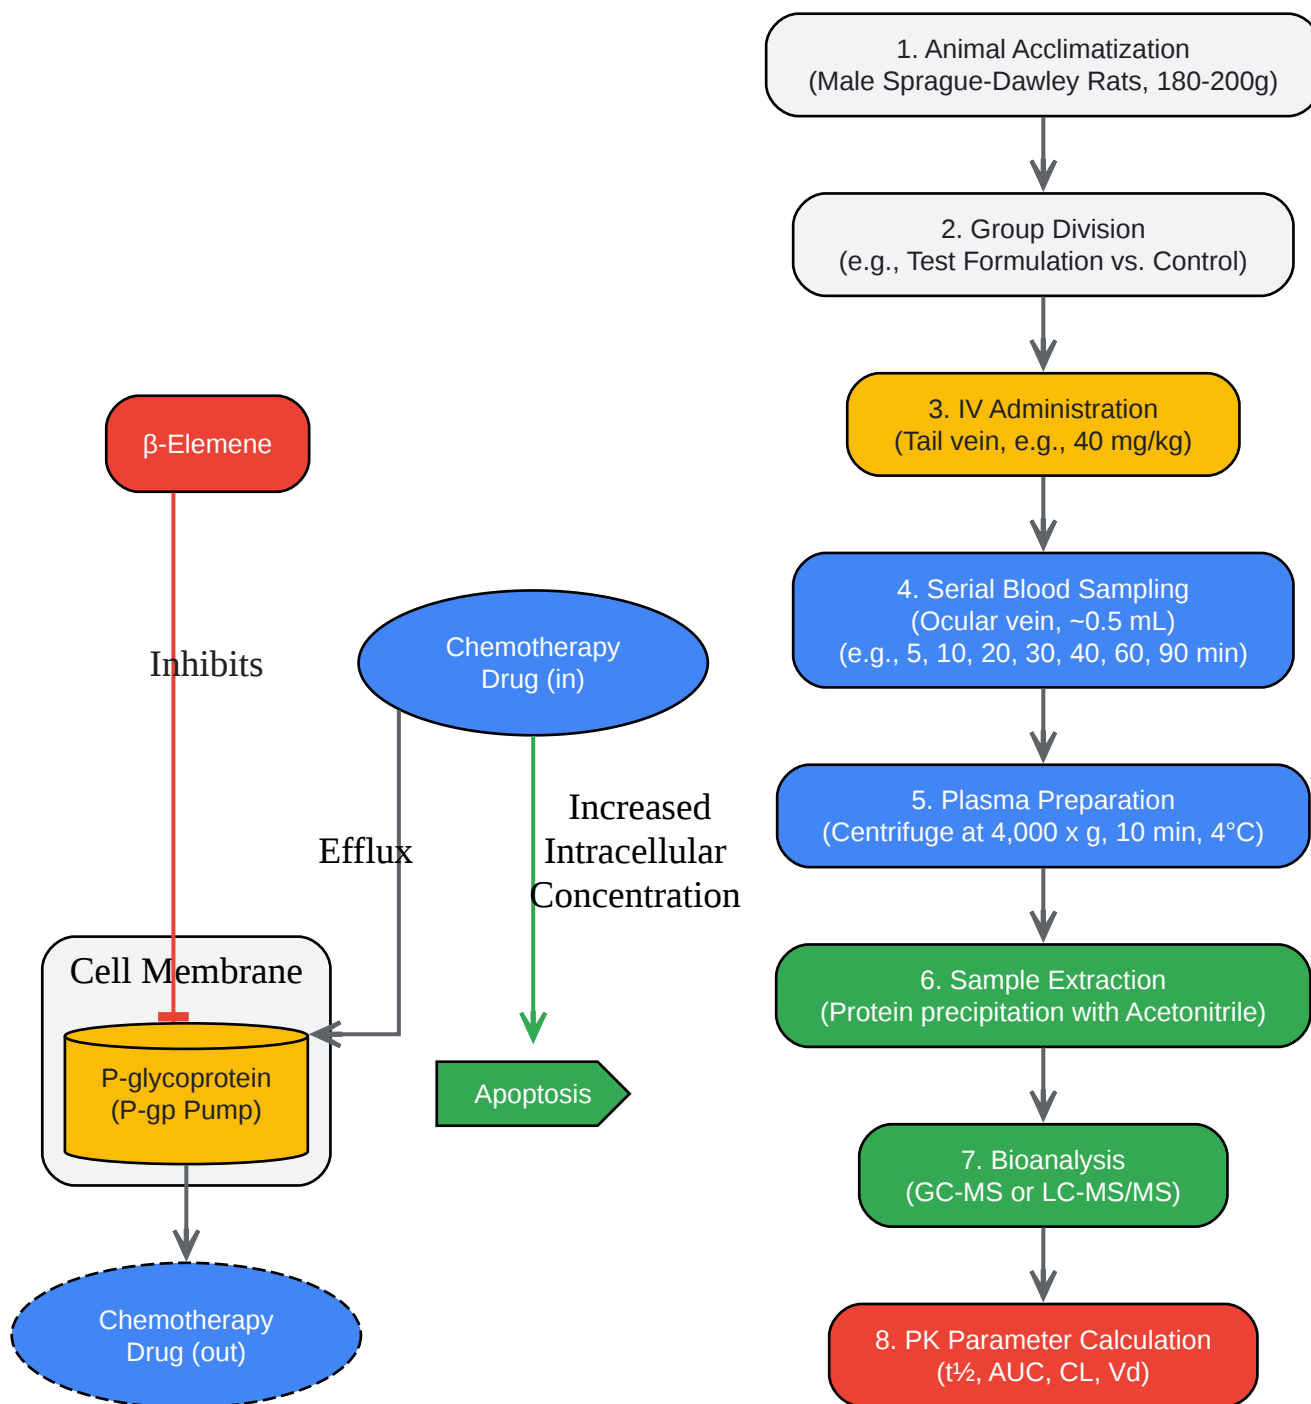 β-Elemene
Inhibits
Chemotherapy
Drug (in)
Efflux
Increased
Intracellular
Concentration
Cell Membrane
P-glycoprotein
(P-gp Pump)
Apoptosis
Chemotherapy
Drug (out)
1. Animal Acclimatization
(Male Sprague-Dawley Rats, 180-200g)
2. Group Division
(e.g., Test Formulation vs. Control)
3. IV Administration
(Tail vein, e.g., 40 mg/kg)
4. Serial Blood Sampling
(Ocular vein, ~0.5 mL)
(e.g., 5, 10, 20, 30, 40, 60, 90 min)
5. Plasma Preparation
(Centrifuge at 4,000 x g, 10 min, 4°C)
6. Sample Extraction
(Protein precipitation with Acetonitrile)
7. Bioanalysis
(GC-MS or LC-MS/MS)
8. PK Parameter Calculation
(t½, AUC, CL, Vd)